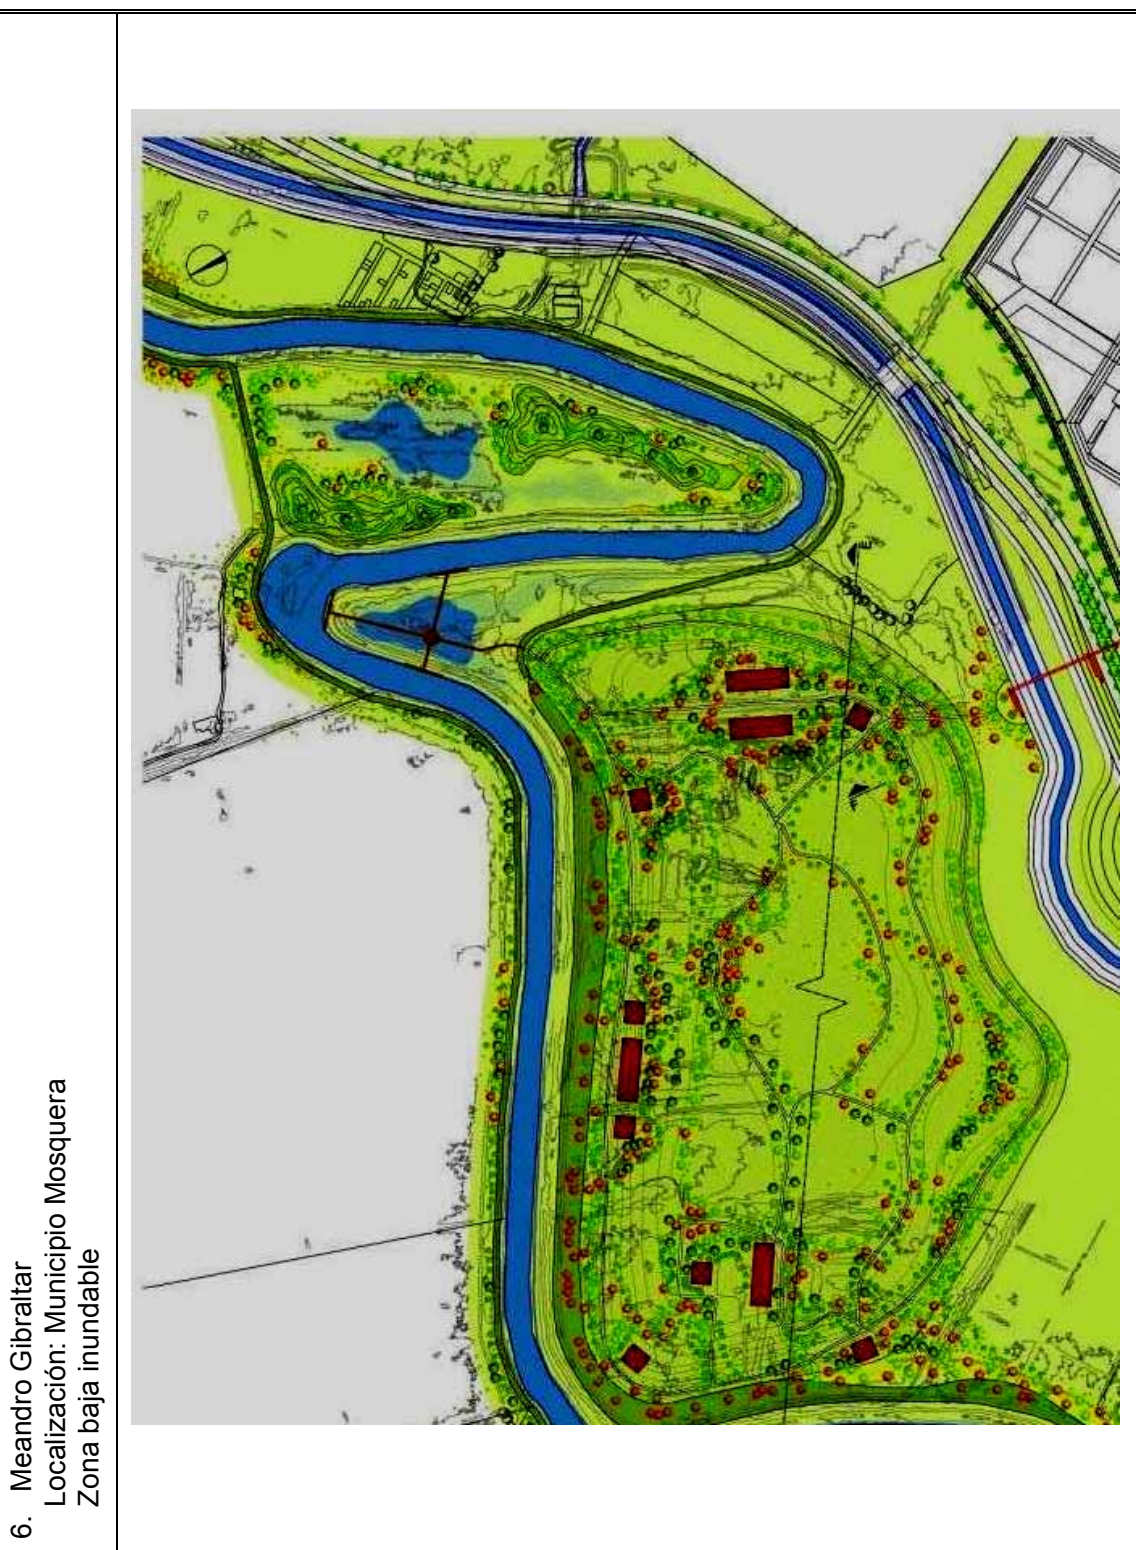 6. Meandro Gibraltar
Localización: Municipio Mosquera
Zona baja inundable